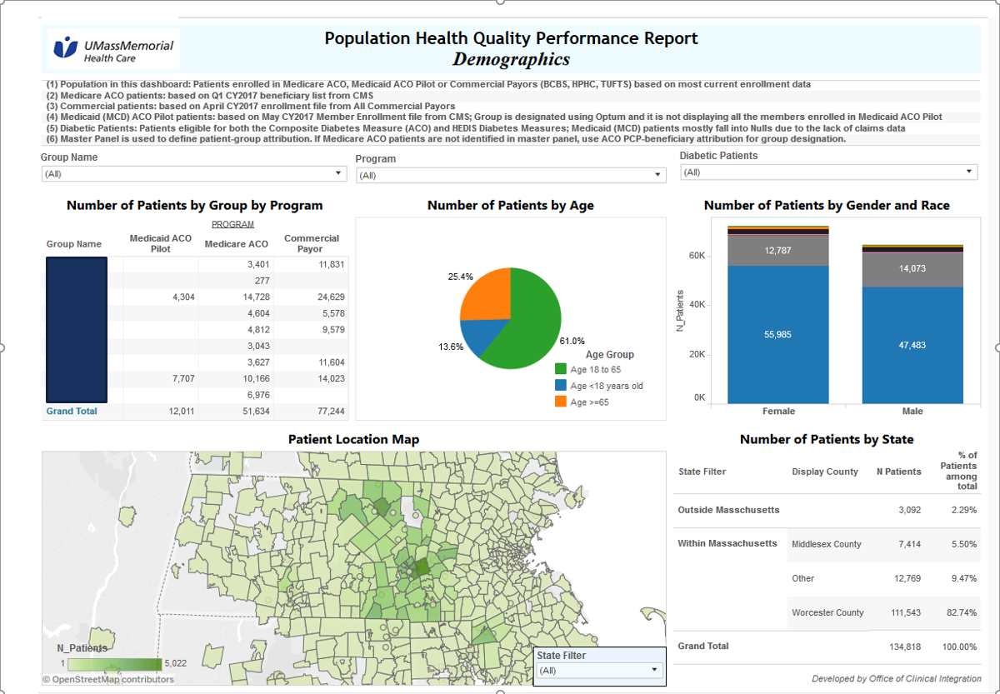 UMassMemorial
Health Care
Population Health Quality Performance Report
Demographics
(1) Population in this dashboard: Patients enrolled in Medicare ACO, Medicaid ACO Pilot or Commercial Payors (BCBS, HPHC, TUFTS) based on most current enrollment data
(2) Medicare ACO patients: based on Q1 CY2017 beneficiary list from CMS
(3) Commercial patients: based on April CY2017 enrollment file from All Commercial Payors
(4) Medicaid (MCD) ACO Pilot patients: based on May CY2017 Member Enrollment file from CMS; Group is designated using Optum and it is not displaying all the members enrolled in Medicaid ACO Pilot
(5) Diabetic Patients: Patients eligible for both the Composite Diabetes Measure (ACO) and HEDIS Diabetes Measures; Medicaid (MCD) patients mostly fall into Nulls due to the lack of claims data
(6) Master Panel is used to define patient-group attribution. If Medicare ACO patients are not identified in master panel, use ACO PCP-beneficiary attribution for group designation.
Group Name
(All)
Program
(All)
Diabetic Patients
(All)
Number of Patients by Group by Program
PROGRAM
Group Name Medicaid ACO Pilot Medicare ACO Commercial Payor
3,401 11,831
277
4,304 14,728 24,629
4,604 5,578
4,812 9,579
3,043
3,627 11,604
7,707 10,166 14,023
6,976
Grand Total 12,011 51,634 77,244
Number of Patients by Age
25.4%
13.6%
61.0%
Age Group
Age 18 to 65
Age <18 years old
Age >=65
Number of Patients by Gender and Race
N_Patients
60K
40K
20K
0K
12,787
55,985
14,073
47,483
Female Male
Patient Location Map
N_Patients
1 5,022
© OpenStreetMap contributors
State Filter
(All)
Number of Patients by State
State Filter Display County N Patients % of Patients among total
Outside Masschusetts 3,092 2.29%
Within Massachusetts Middlesex County 7,414 5.50%
Other 12,769 9.47%
Worcester County 111,543 82.74%
Grand Total 134,818 100.00%
Developed by Office of Clinical Integration